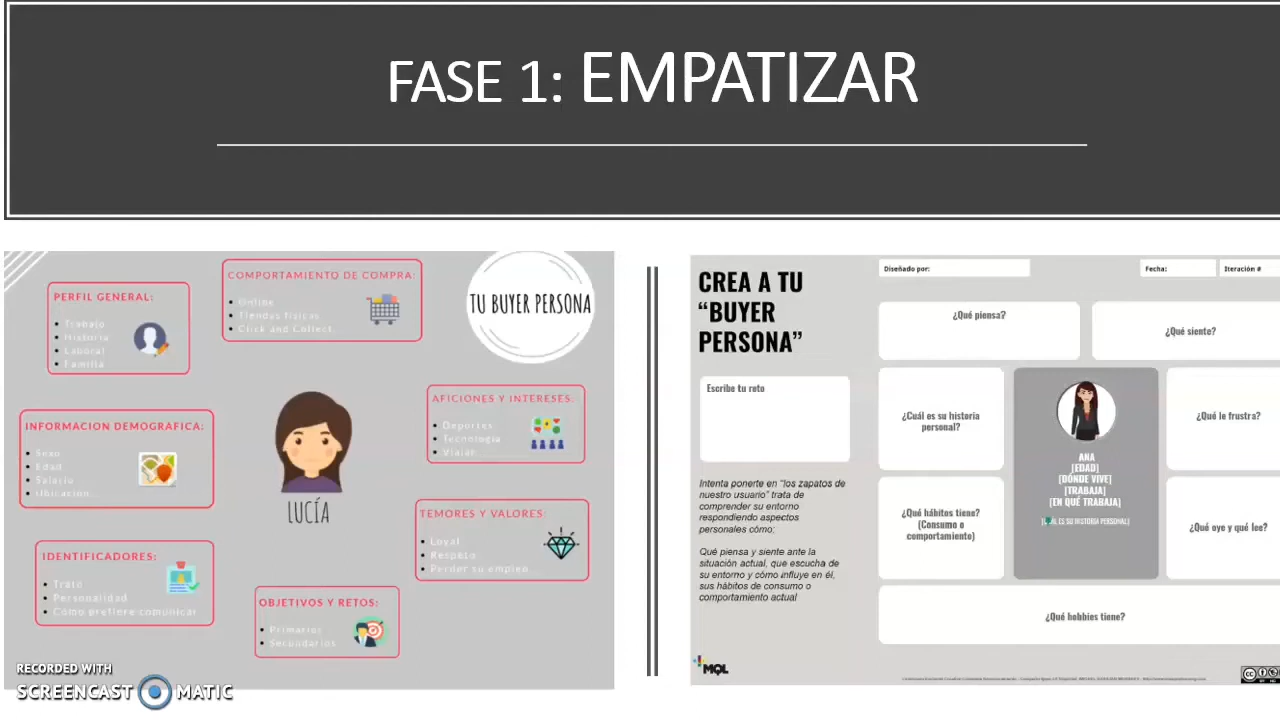 FASE 1: EMPATIZAR
TU BUYER PERSONA
COMPORTAMIENTO DE COMPRA:
Online
Tiendas físicas
Click and Collect
PERFIL GENERAL:
Trabajo
Historia
Laboral
Familia
AFICIONES Y INTERESES:
Deportes
Tecnología
Viajar
INFORMACION DEMOGRAFICA:
Sexo
Edad
Salario
Ubicación
LUCÍA
TEMORES Y VALORES:
Loyal
Respeto
Perder su empleo
IDENTIFICADORES:
Trato
Personalidad
Cómo prefiere comunicar
OBJETIVOS Y RETOS:
Primarios
Secundarios
RECORDED WITH
SCREENCAST MATIC
CREA A TU
“BUYER
PERSONA”
Diseñado por:
Fecha:
Iteración #
Escribe tu reto
Intenta ponerte en “los zapatos de
nuestro usuario” trata de
comprender su entorno
respondiendo aspectos
personales cómo:
Qué piensa y siente ante la
situación actual, que escucha de
su entorno y cómo influye en él,
sus hábitos de consumo o
comportamiento actual
¿Qué piensa?
¿Qué siente?
¿Cuál es su historia
personal?
ANA
[EDAD]
[DÓNDE VIVE]
[TRABAJA]
[EN QUÉ TRABAJA]
ES SU HISTORIA PERSONAL]
¿Qué le frustra?
¿Qué hábitos tiene?
(Consumo o
comportamiento)
¿Qué oye y qué lee?
¿Qué hobbies tiene?
MQL